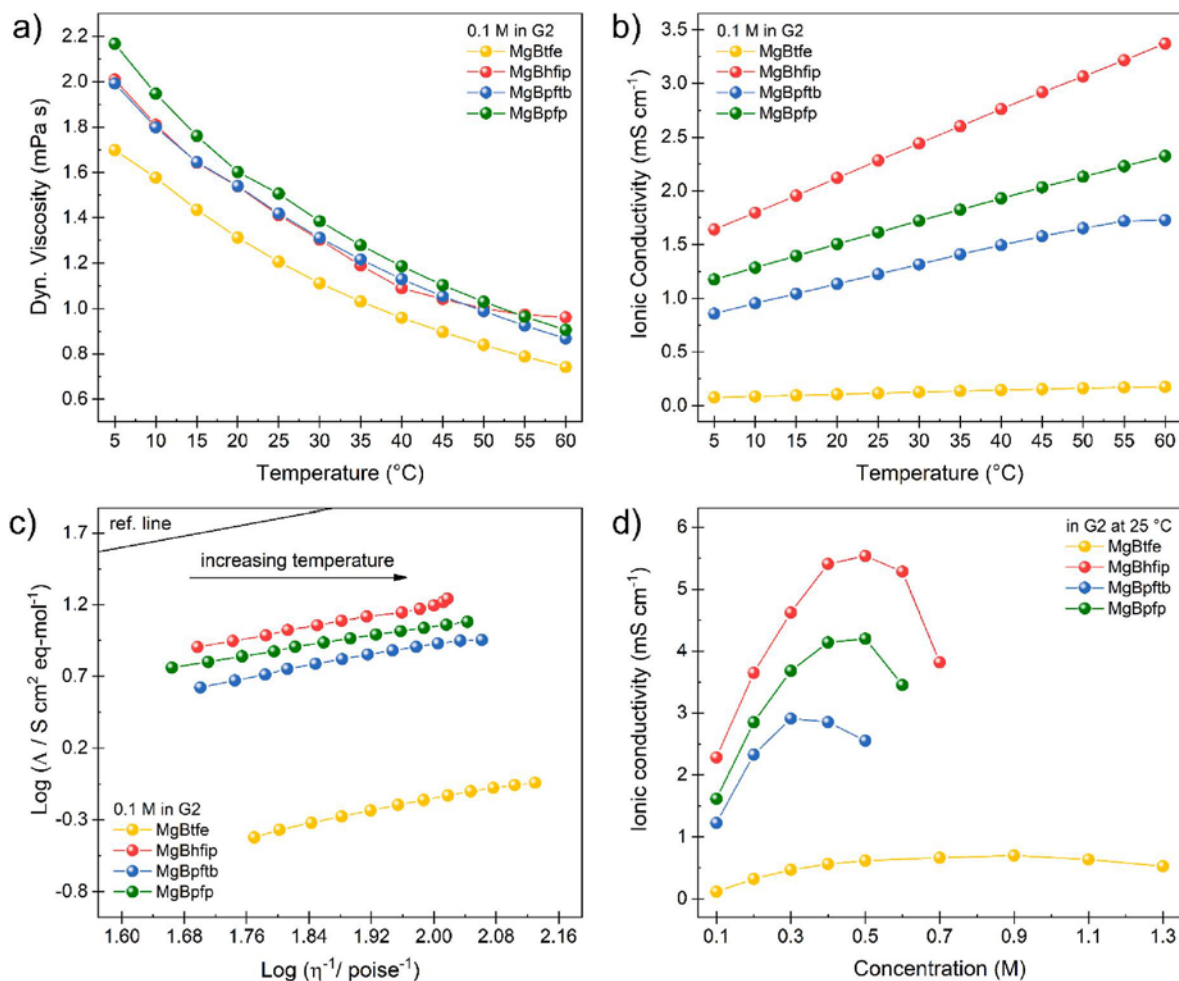 a)
0.1 M in G2
MgBtfe
MgBhfip
MgBpftb
MgBpfp
Dyn. Viscosity (mPa s)
2.2
2.0
1.8
1.6
1.4
1.2
1.0
0.8
0.6
5 10 15 20 25 30 35 40 45 50 55 60
Temperature (°C)
b)
0.1 M in G2
MgBtfe
MgBhfip
MgBpftb
MgBpfp
Ionic Conductivity (mS cm⁻¹)
3.5
3.0
2.5
2.0
1.5
1.0
0.5
0.0
5 10 15 20 25 30 35 40 45 50 55 60
Temperature (°C)
c)
ref. line
increasing temperature
Log (Λ / S cm² eq-mol⁻¹)
1.7
1.2
0.7
0.2
-0.3
-0.8
0.1 M in G2
MgBtfe
MgBhfip
MgBpftb
MgBpfp
1.60 1.68 1.76 1.84 1.92 2.00 2.08 2.16
Log (η⁻¹/ poise⁻¹)
d)
in G2 at 25 °C
MgBtfe
MgBhfip
MgBpftb
MgBpfp
Ionic conductivity (mS cm⁻¹)
6
5
4
3
2
1
0
0.1 0.3 0.5 0.7 0.9 1.1 1.3
Concentration (M)